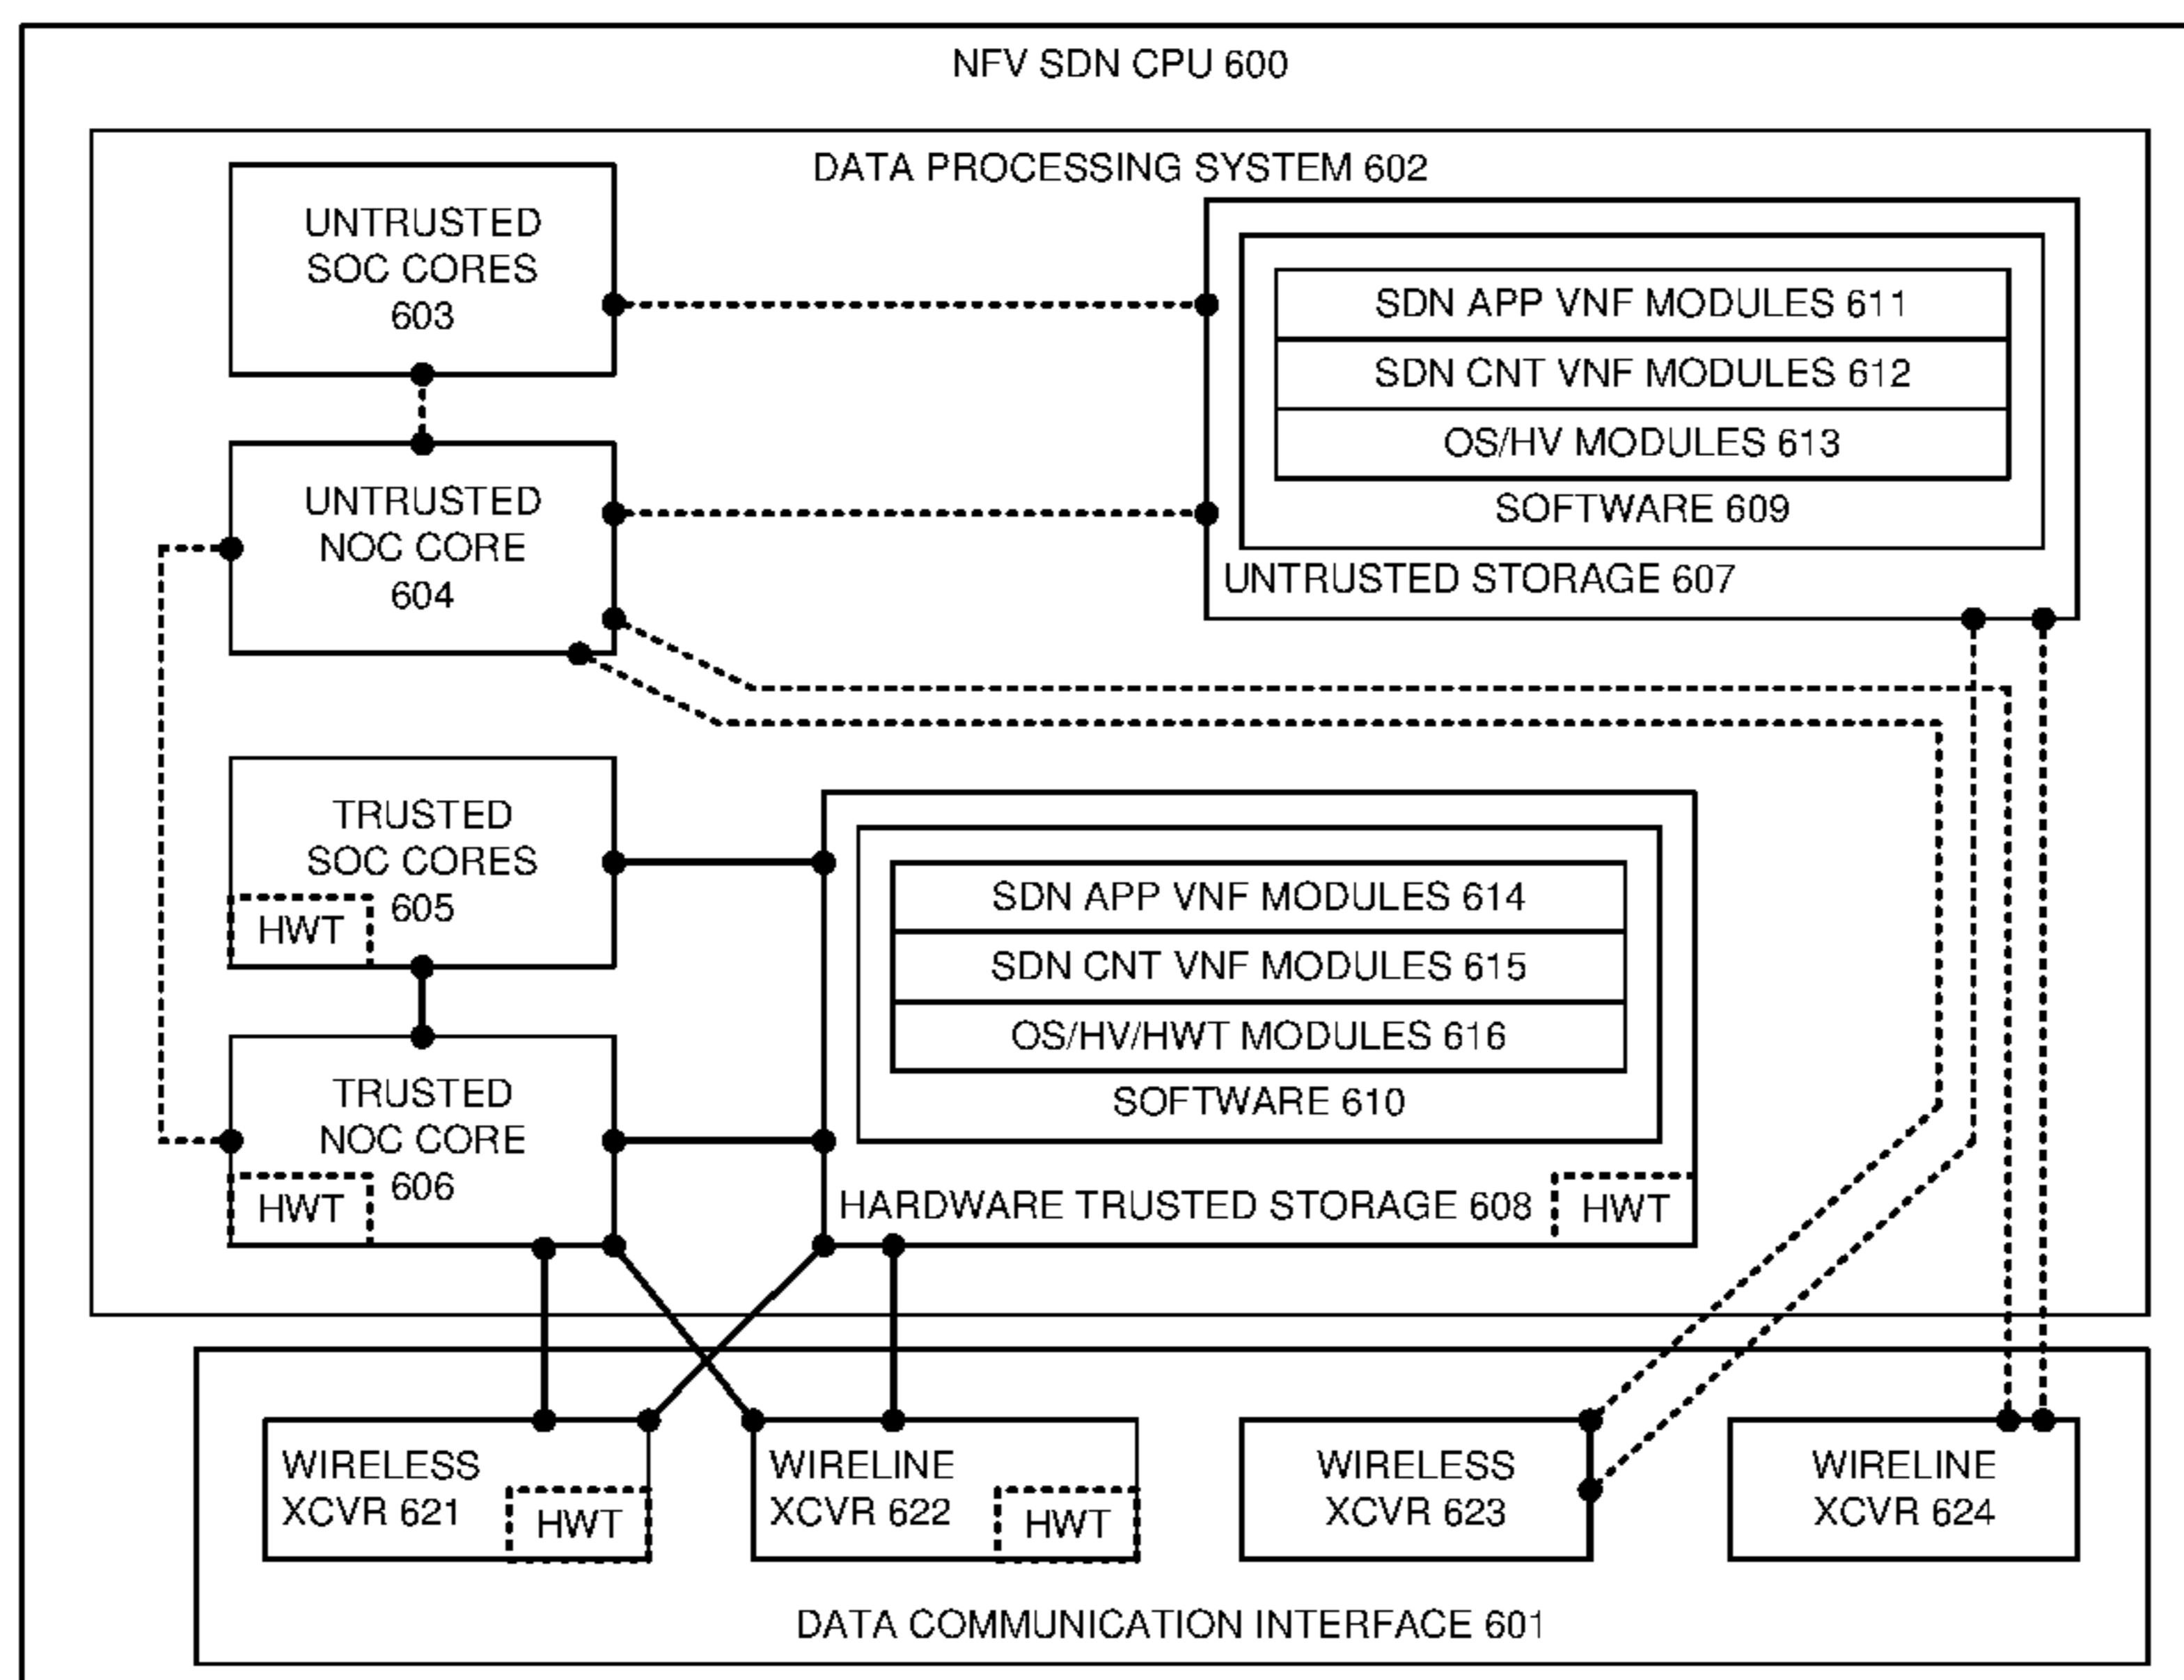 NFV SDN CPU 600
DATA PROCESSING SYSTEM 602
UNTRUSTED
SOC CORES
603
SDN APP VNF MODULES 611
SDN CNT VNF MODULES 612
OS/HV MODULES 613
SOFTWARE 609
UNTRUSTED STORAGE 607
UNTRUSTED
NOC CORE
604
TRUSTED
SOC CORES
605
HWT
SDN APP VNF MODULES 614
SDN CNT VNF MODULES 615
OS/HV/HWT MODULES 616
SOFTWARE 610
HARDWARE TRUSTED STORAGE 608
HWT
TRUSTED
NOC CORE
606
HWT
WIRELESS
XCVR 621
HWT
WIRELINE
XCVR 622
HWT
WIRELESS
XCVR 623
WIRELINE
XCVR 624
DATA COMMUNICATION INTERFACE 601